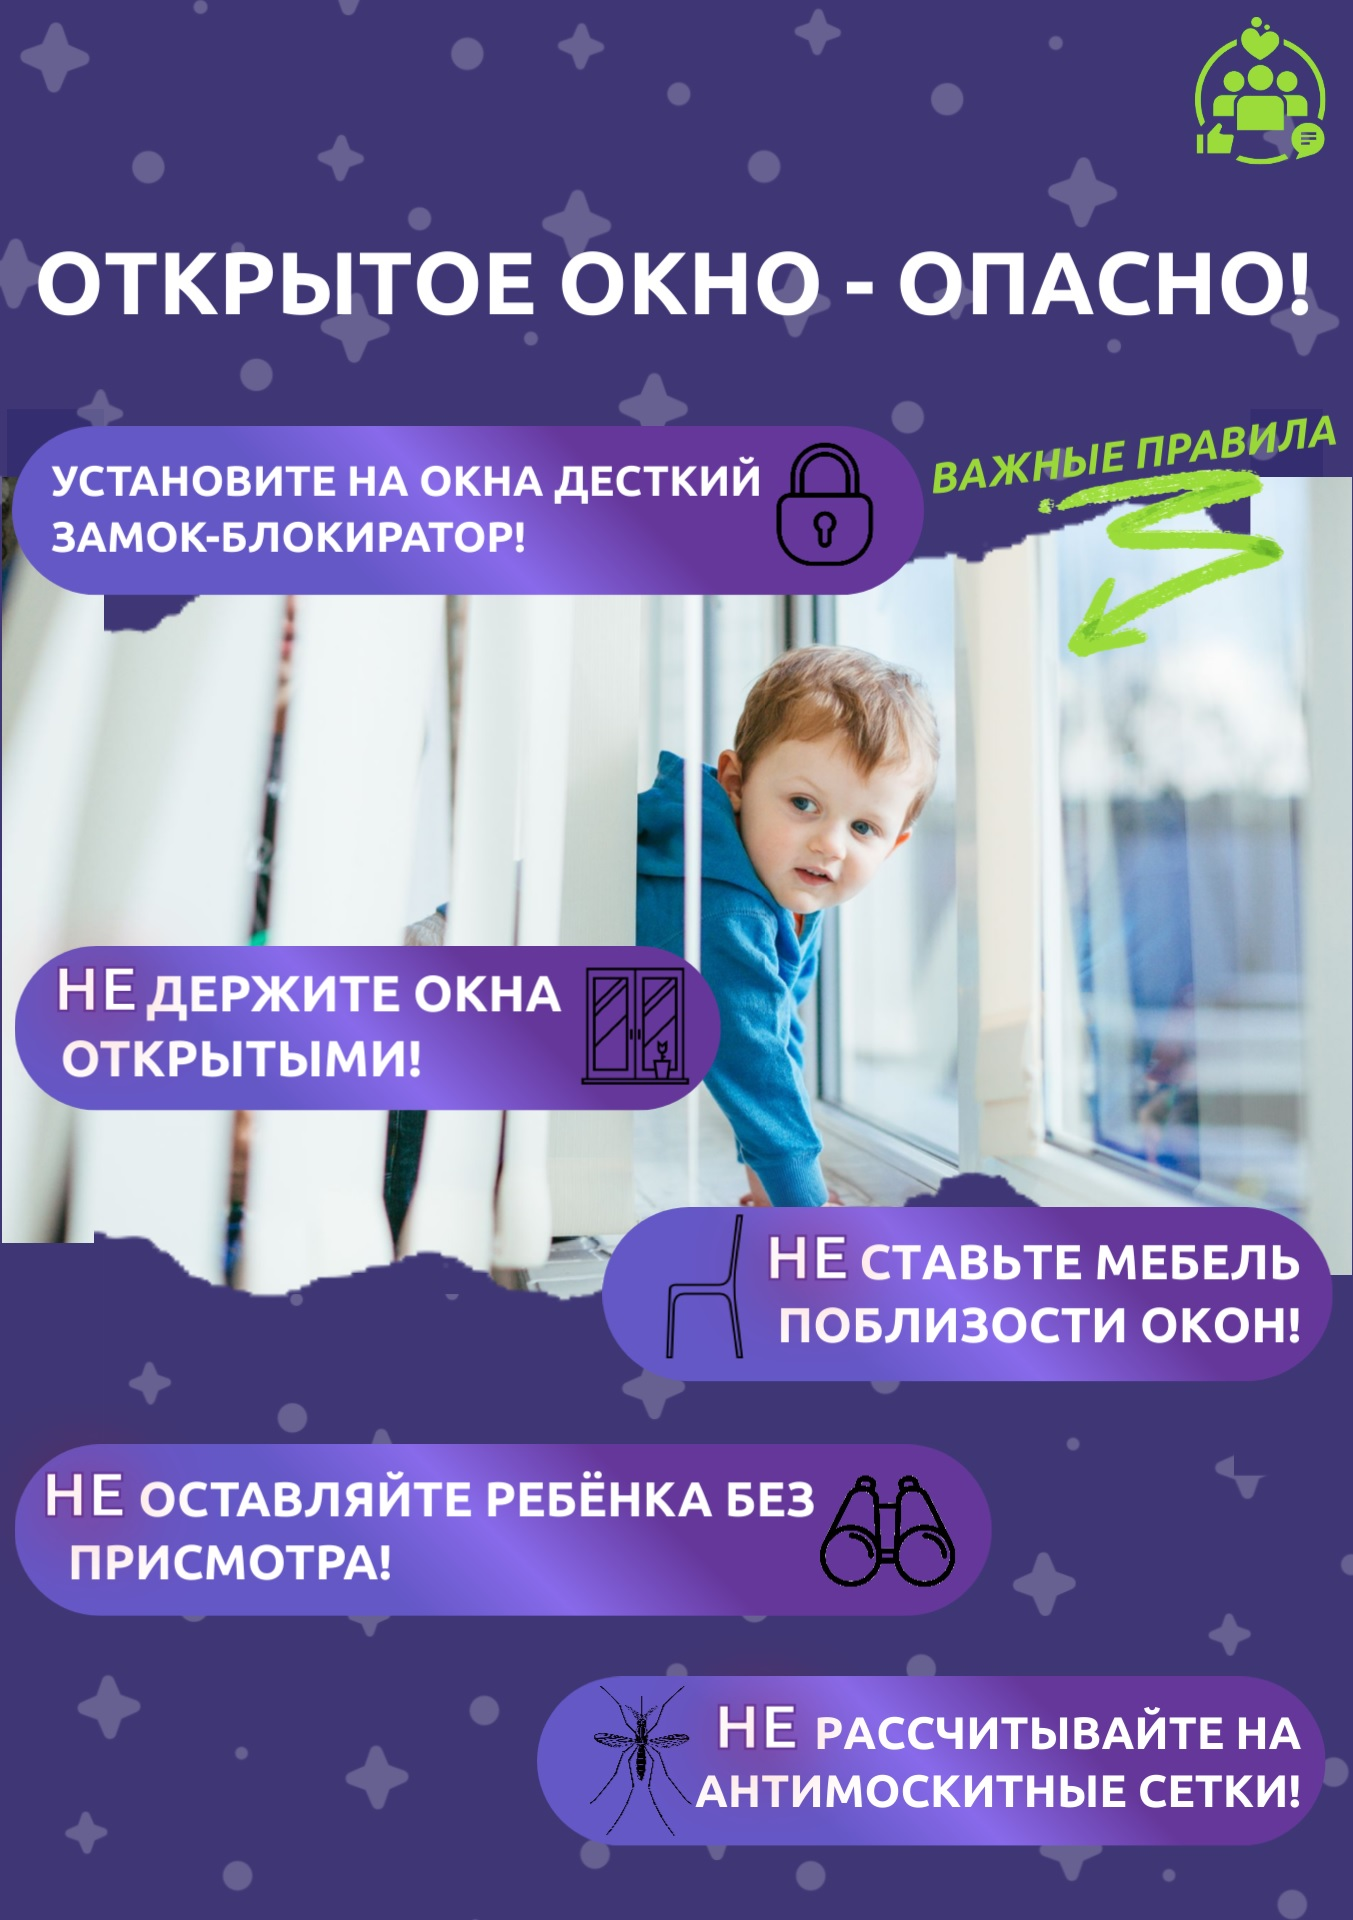 ОТКРЫТОЕ ОКНО - ОПАСНО!
ВАЖНЫЕ ПРАВИЛА
УСТАНОВИТЕ НА ОКНА ДЕСТКИЙ
ЗАМОК-БЛОКИРАТОР!
НЕ ДЕРЖИТЕ ОКНА
ОТКРЫТЫМИ!
НЕ СТАВЬТЕ МЕБЕЛЬ
ПОБЛИЗОСТИ ОКОН!
НЕ ОСТАВЛЯЙТЕ РЕБЁНКА БЕЗ
ПРИСМОТРА!
НЕ РАССЧИТЫВАЙТЕ НА
АНТИМОСКИТНЫЕ СЕТКИ!